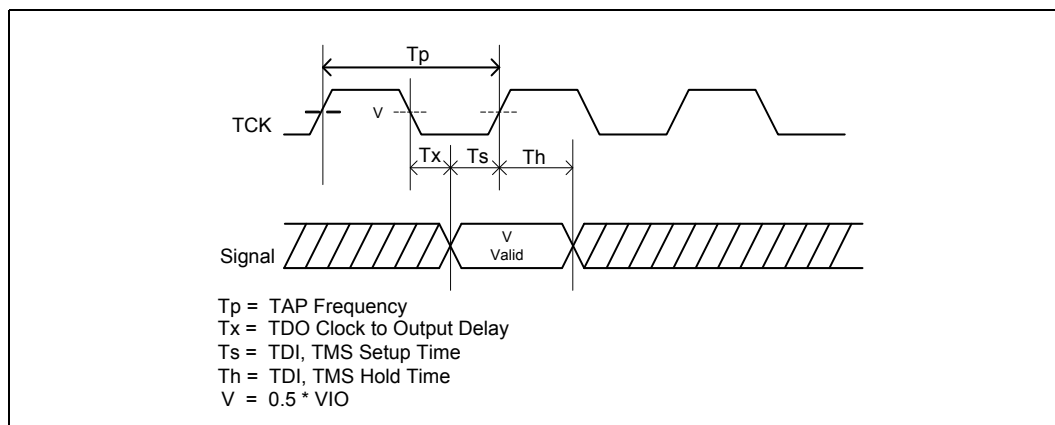 Tp
TCK
V
Tx
Ts
Th
Signal
V
Valid
Tp = TAP Frequency
Tx = TDO Clock to Output Delay
Ts = TDI, TMS Setup Time
Th = TDI, TMS Hold Time
V = 0.5 * VIO